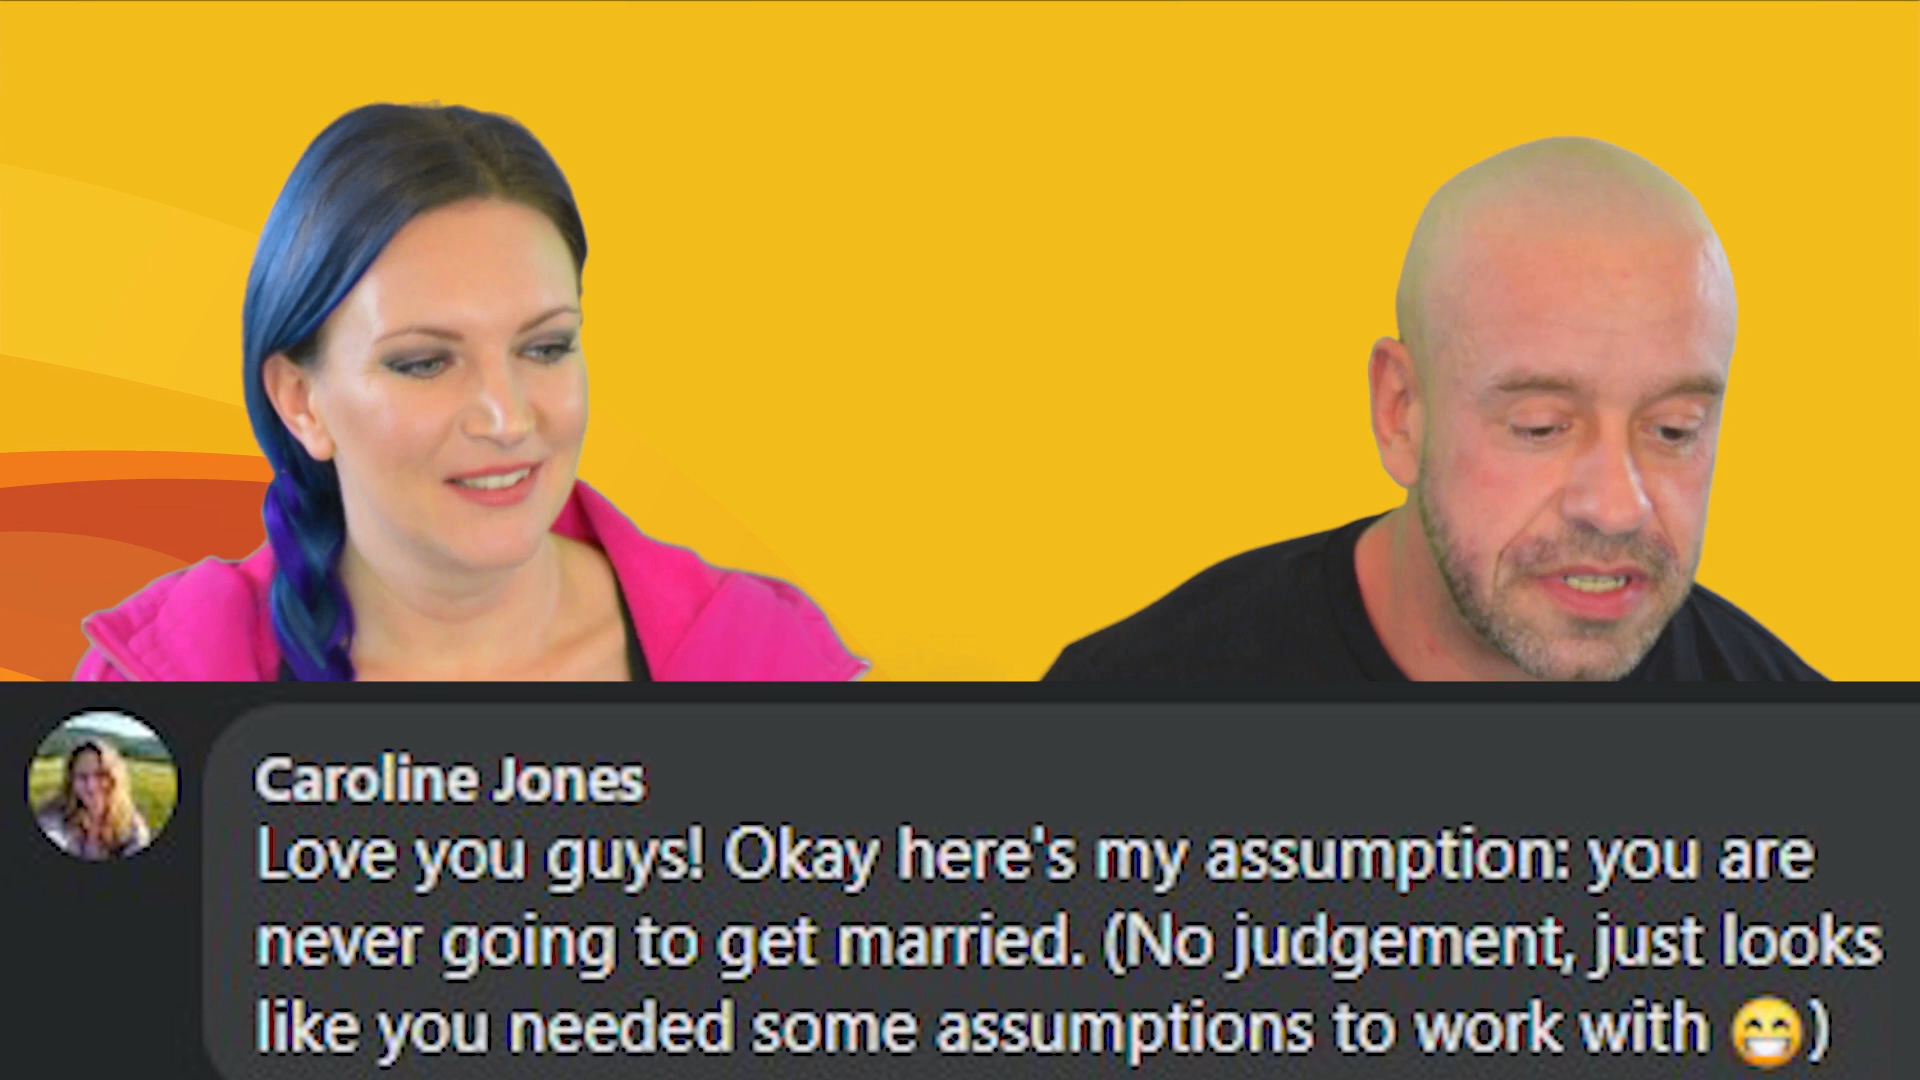 Caroline Jones
Love you guys! Okay here's my assumption: you are
never going to get married. (No judgement, just looks
like you needed some assumptions to work with 😁)